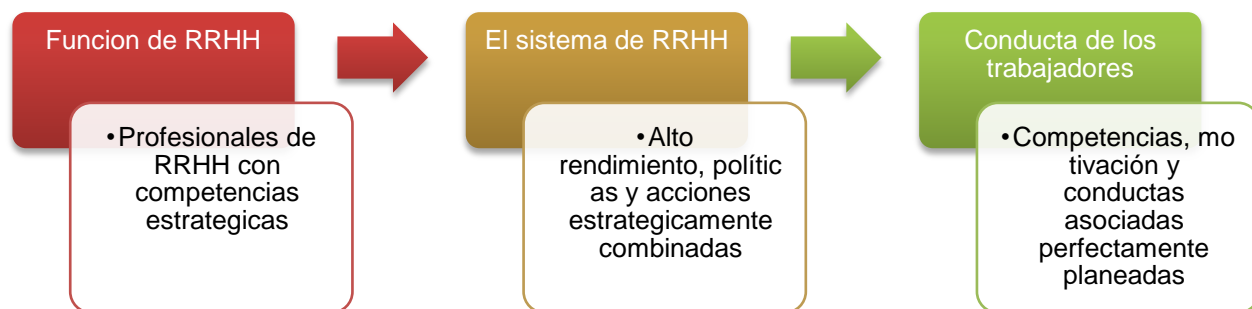 Funcion de RRHH
•Profesionales de
RRHH con
competencias
estrategicas
El sistema de RRHH
•Alto
rendimiento, polític
as y acciones
estrategicamente
combinadas
Conducta de los
trabajadores
•Competencias, mo
tivación y
conductas
asociadas
perfectamente
planeadas